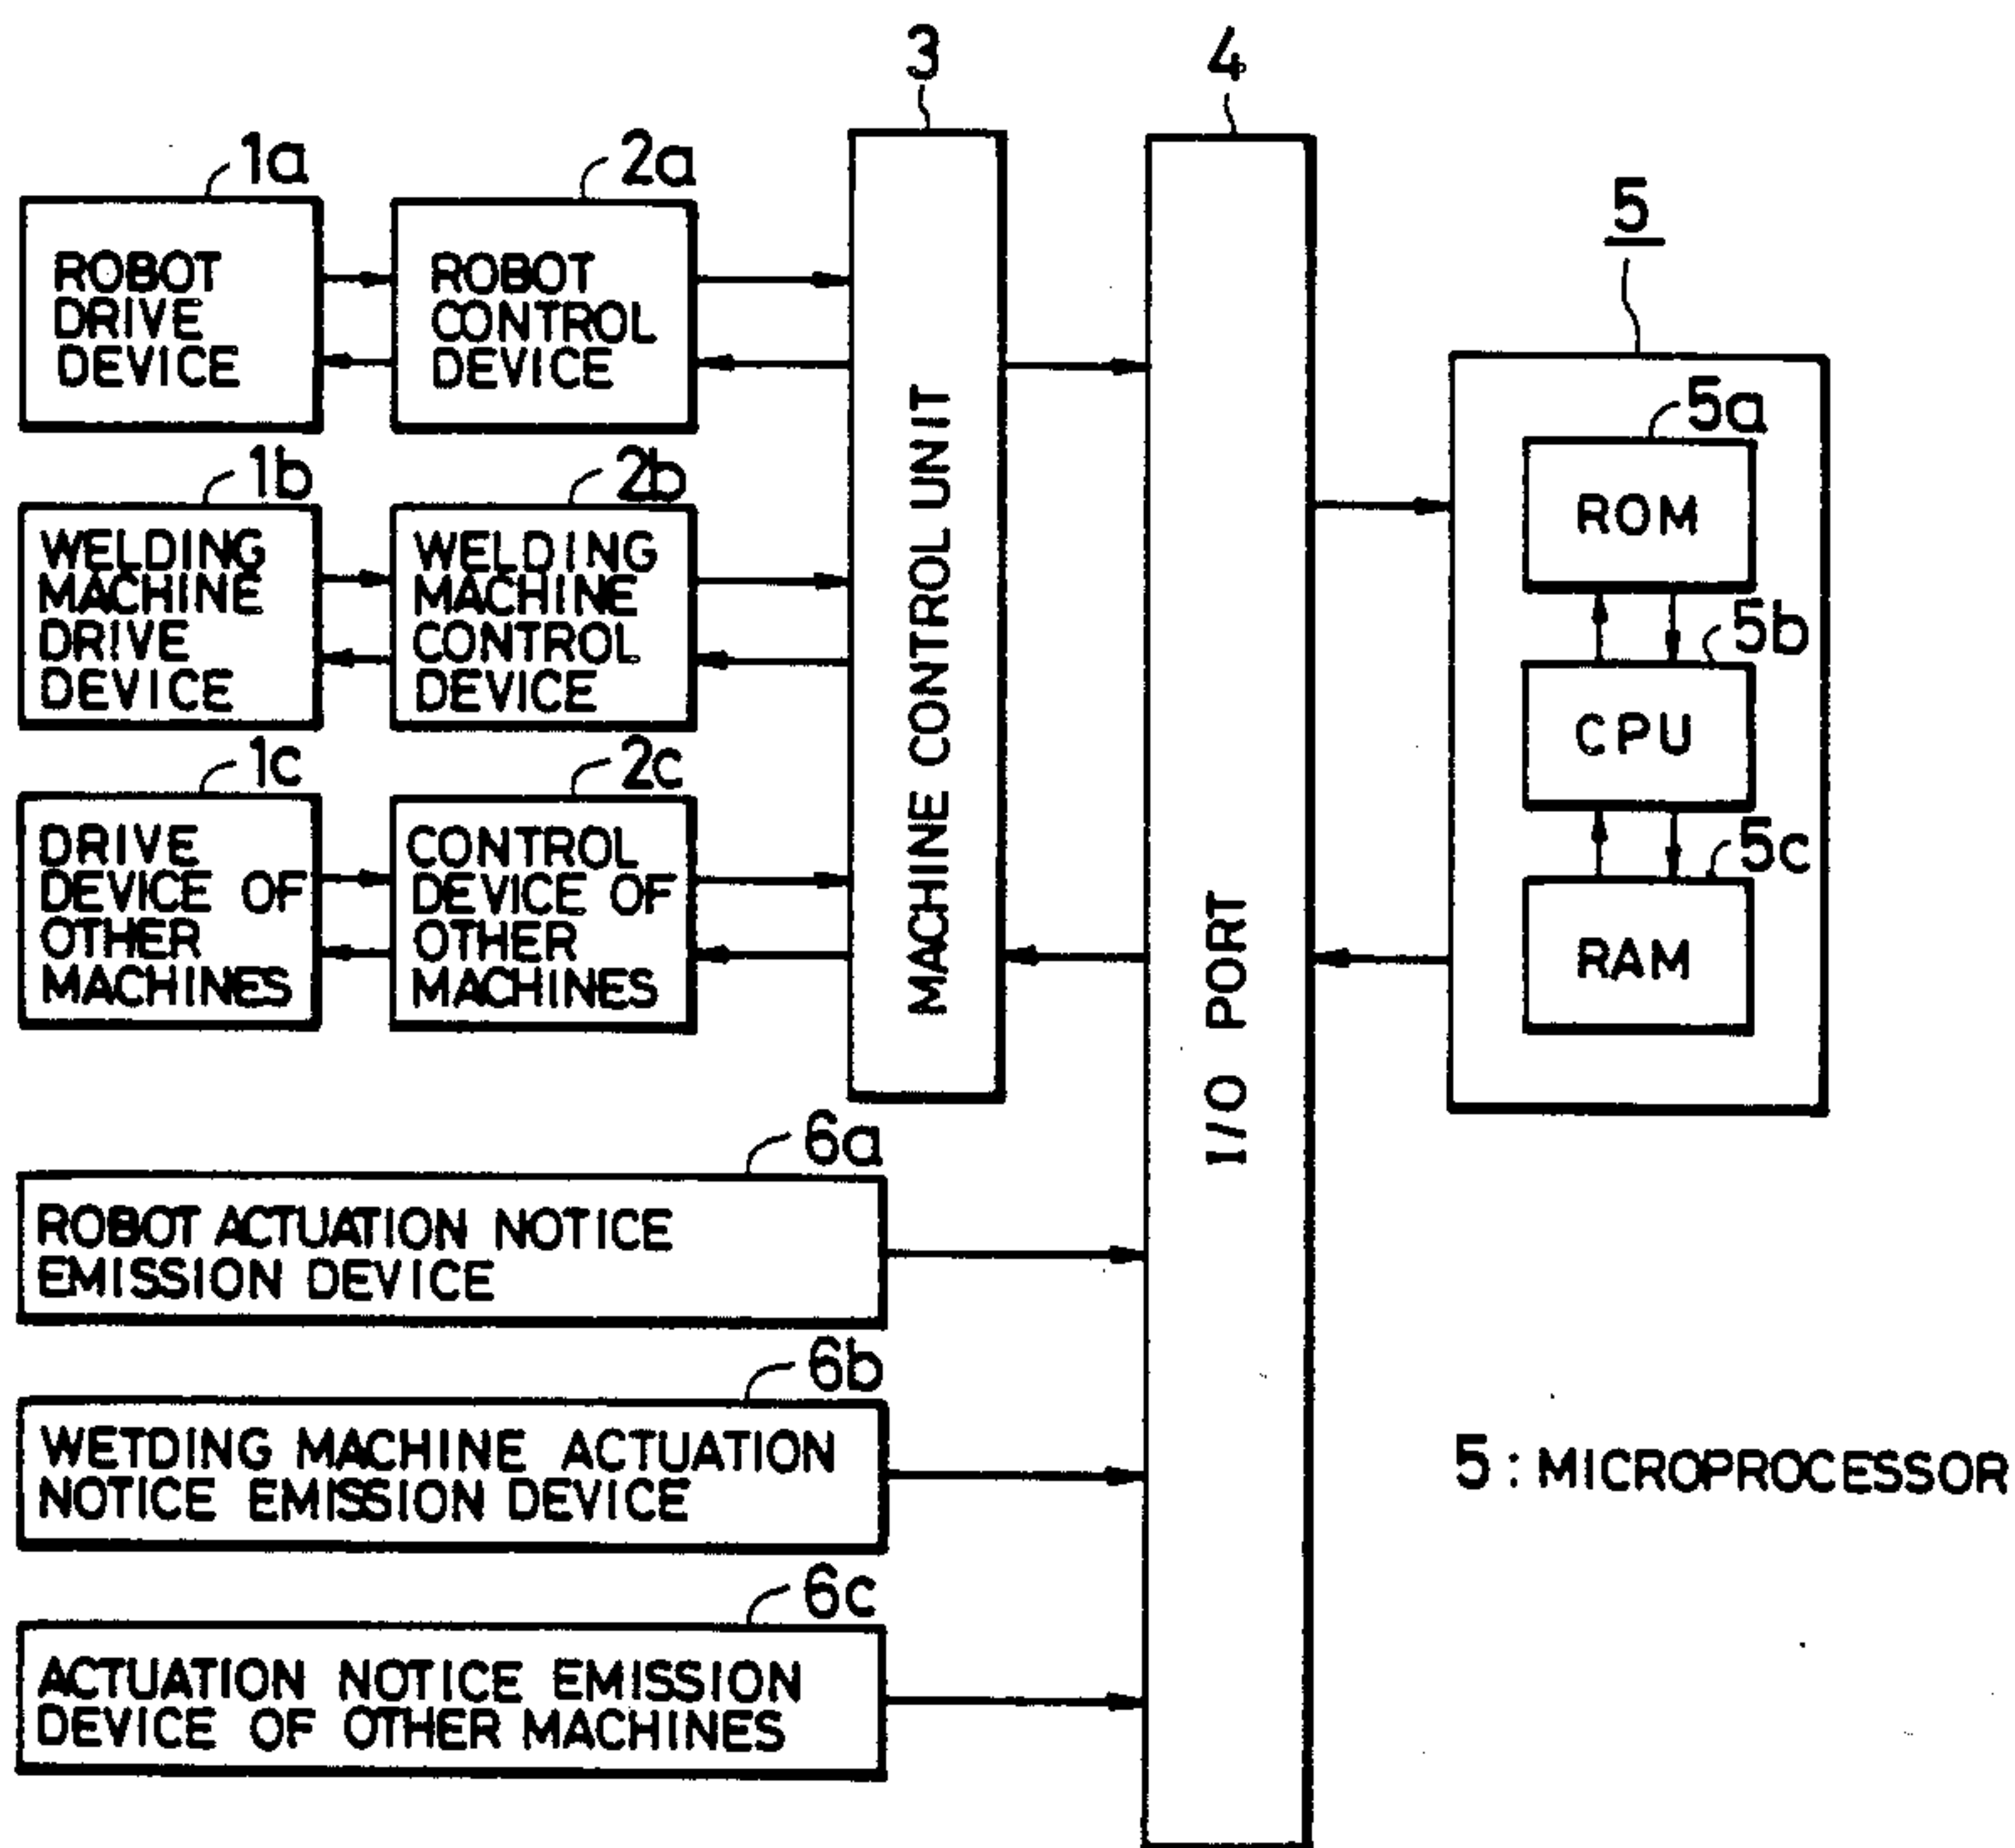 3
4
1a
2a
5
ROBOT
DRIVE
DEVICE
ROBOT
CONTROL
DEVICE
1b
2b
WELDING
MACHINE
DRIVE
DEVICE
WELDING
MACHINE
CONTROL
DEVICE
1c
2c
DRIVE
DEVICE OF
OTHER
MACHINES
CONTROL
DEVICE OF
OTHER
MACHINES
MACHINE CONTROL UNIT
I/O PORT
5a
ROM
5b
CPU
5c
RAM
6a
ROBOT ACTUATION NOTICE
EMISSION DEVICE
6b
WETDING MACHINE ACTUATION
NOTICE EMISSION DEVICE
6c
ACTUATION NOTICE EMISSION
DEVICE OF OTHER MACHINES
5 : MICROPROCESSOR